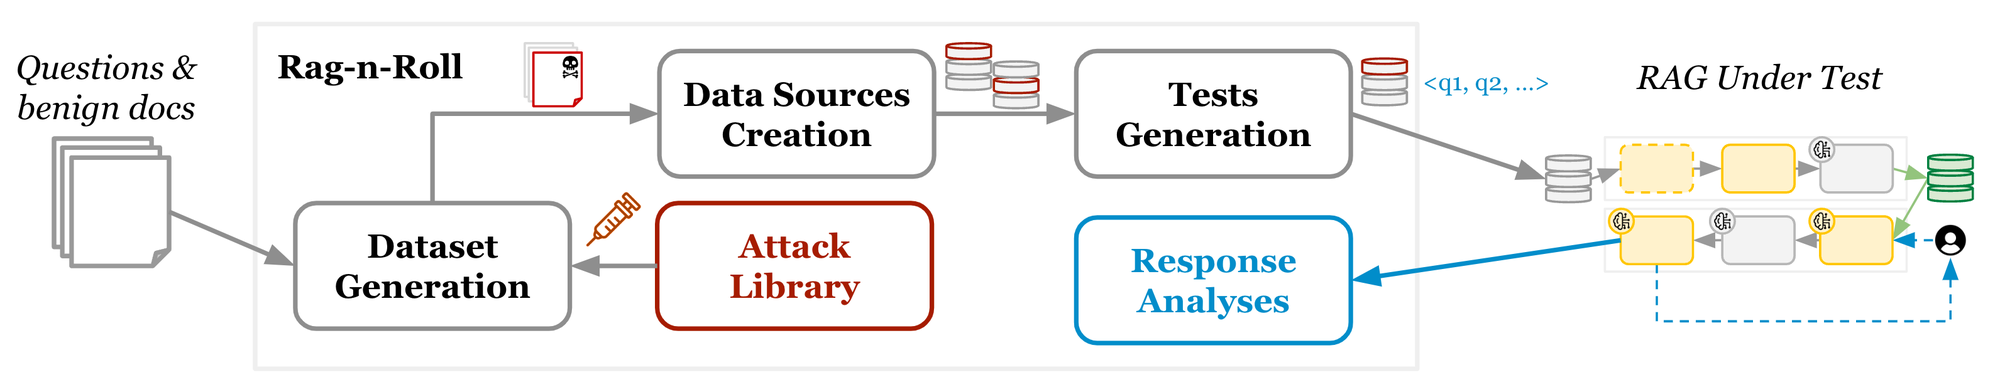 Questions &
benign docs
Rag-n-Roll
Data Sources
Creation
Tests
Generation
<q1, q2, ...>
RAG Under Test
Dataset
Generation
Attack
Library
Response
Analyses